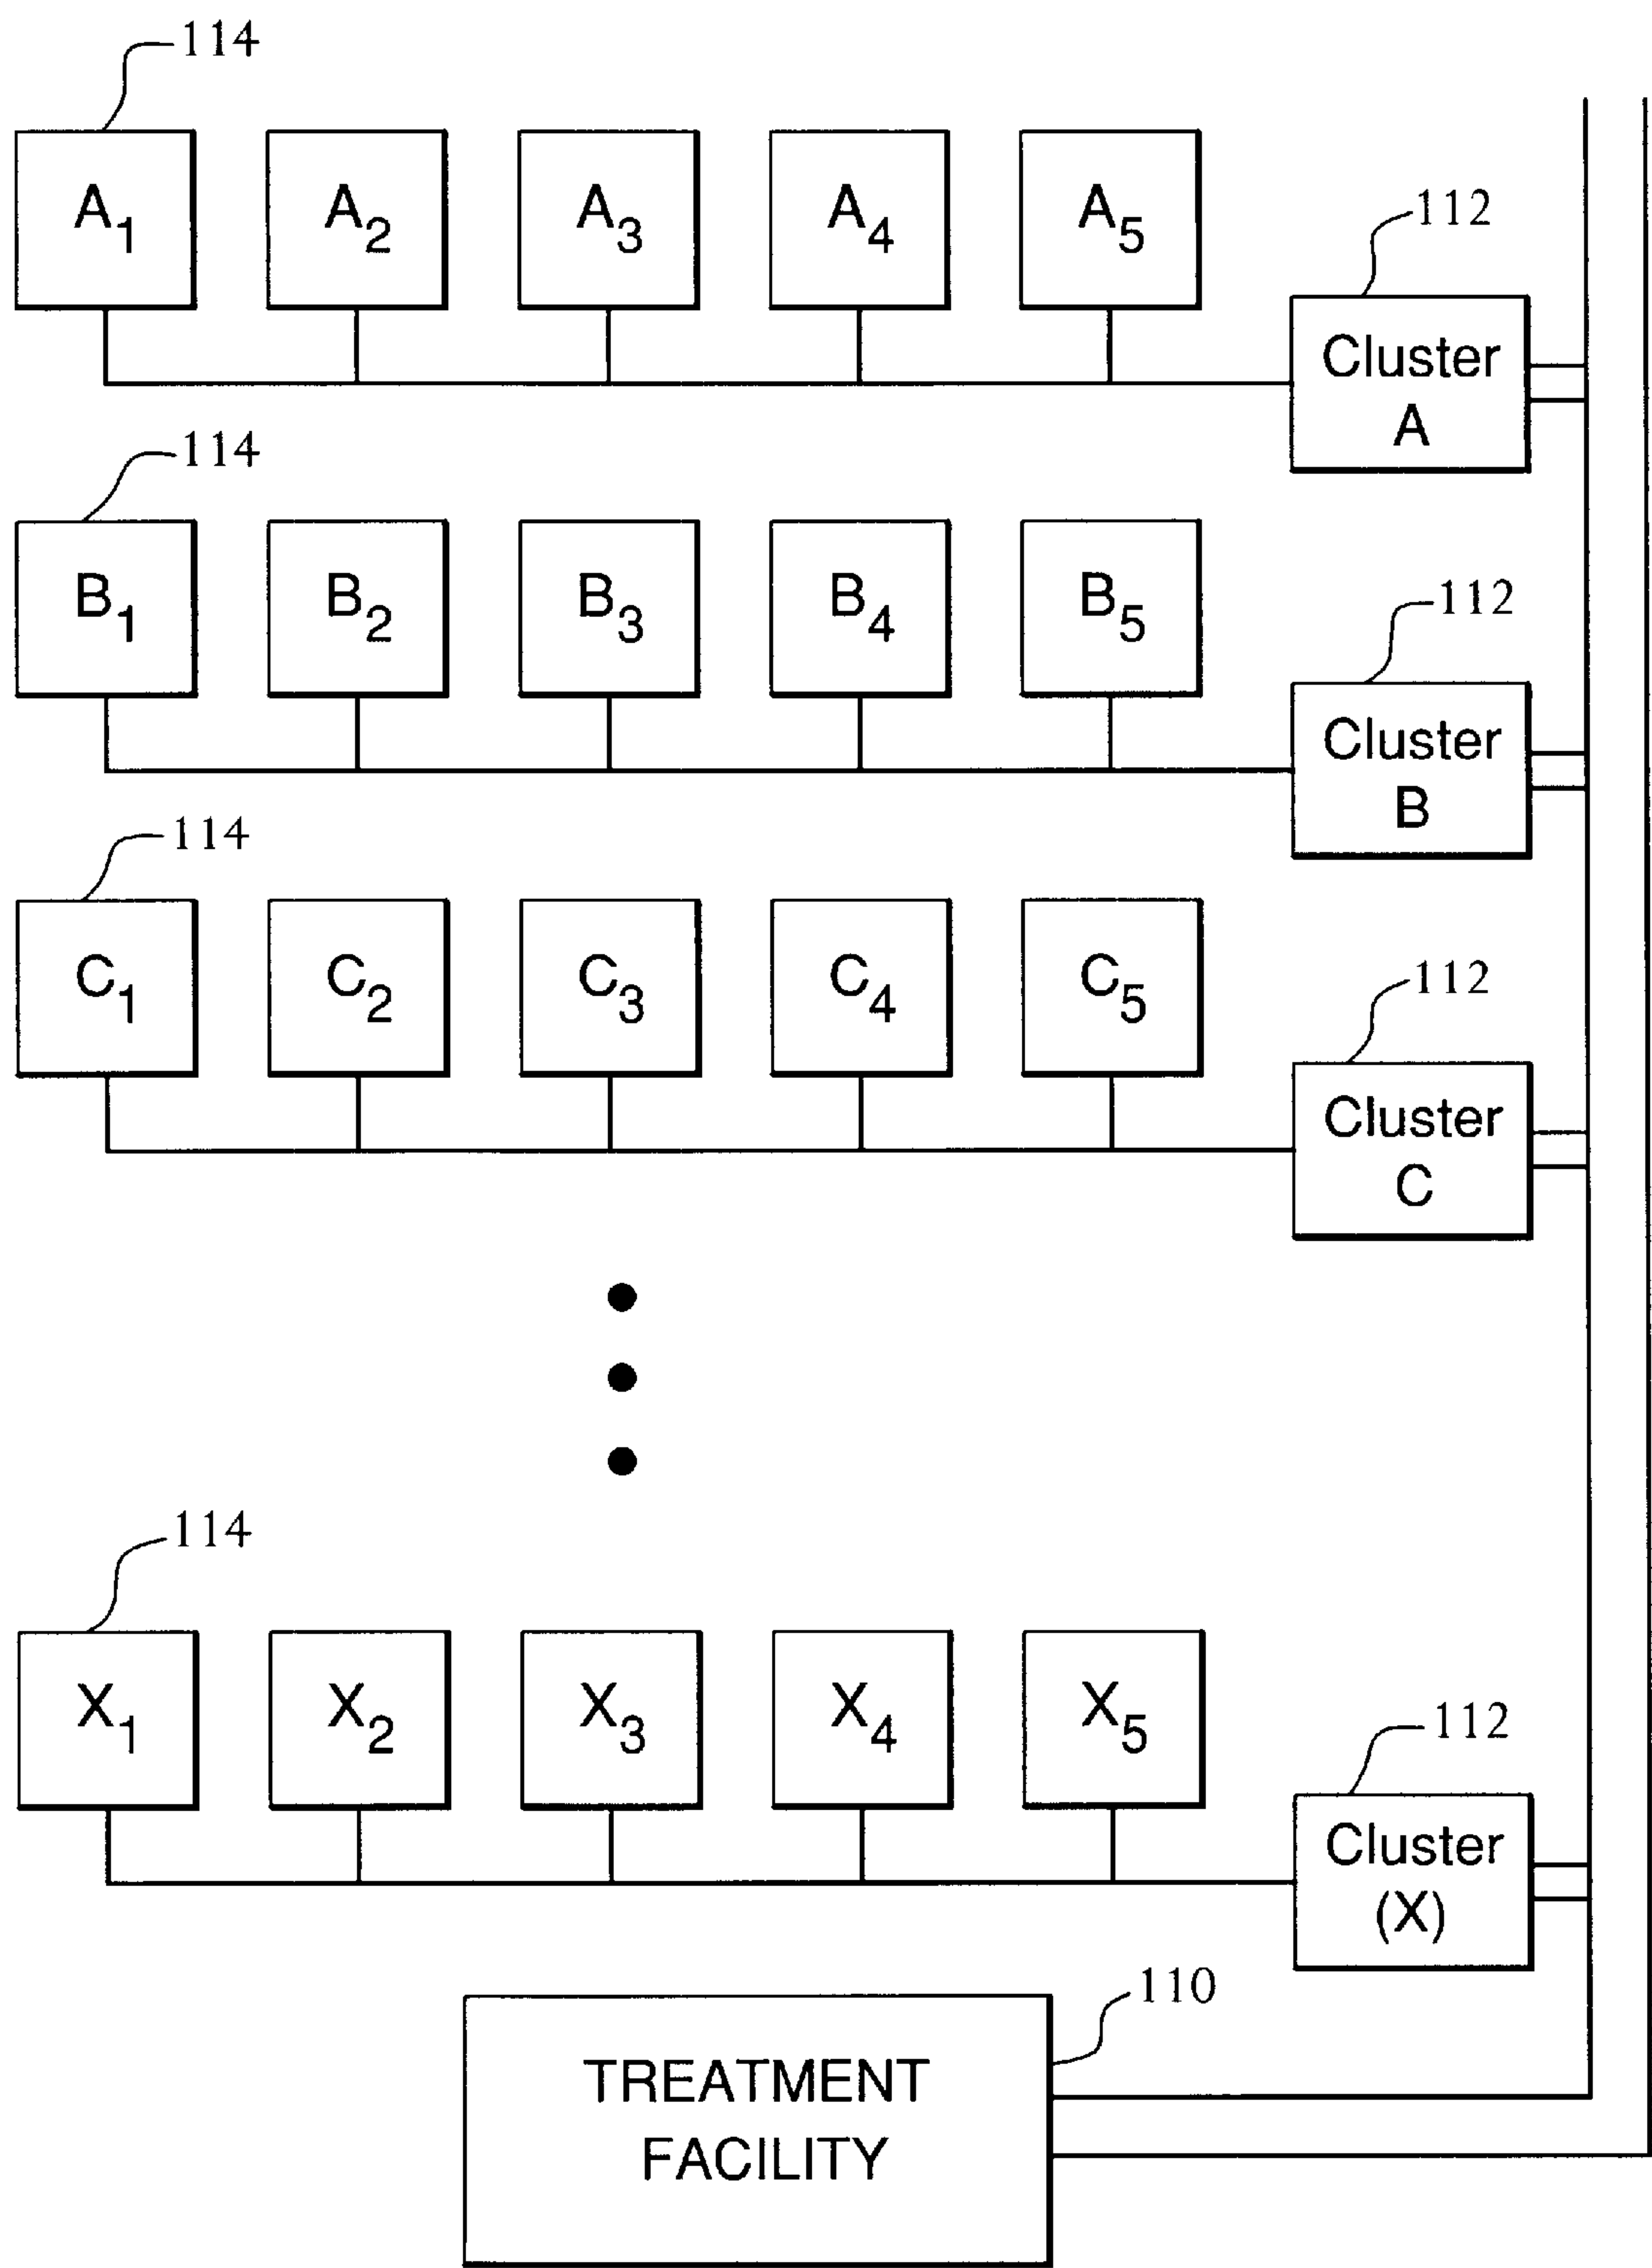 114
A1 A2 A3 A4 A5
112
Cluster
A
114
B1 B2 B3 B4 B5
112
Cluster
B
114
C1 C2 C3 C4 C5
112
Cluster
C
114
X1 X2 X3 X4 X5
112
Cluster
(X)
110
TREATMENT
FACILITY